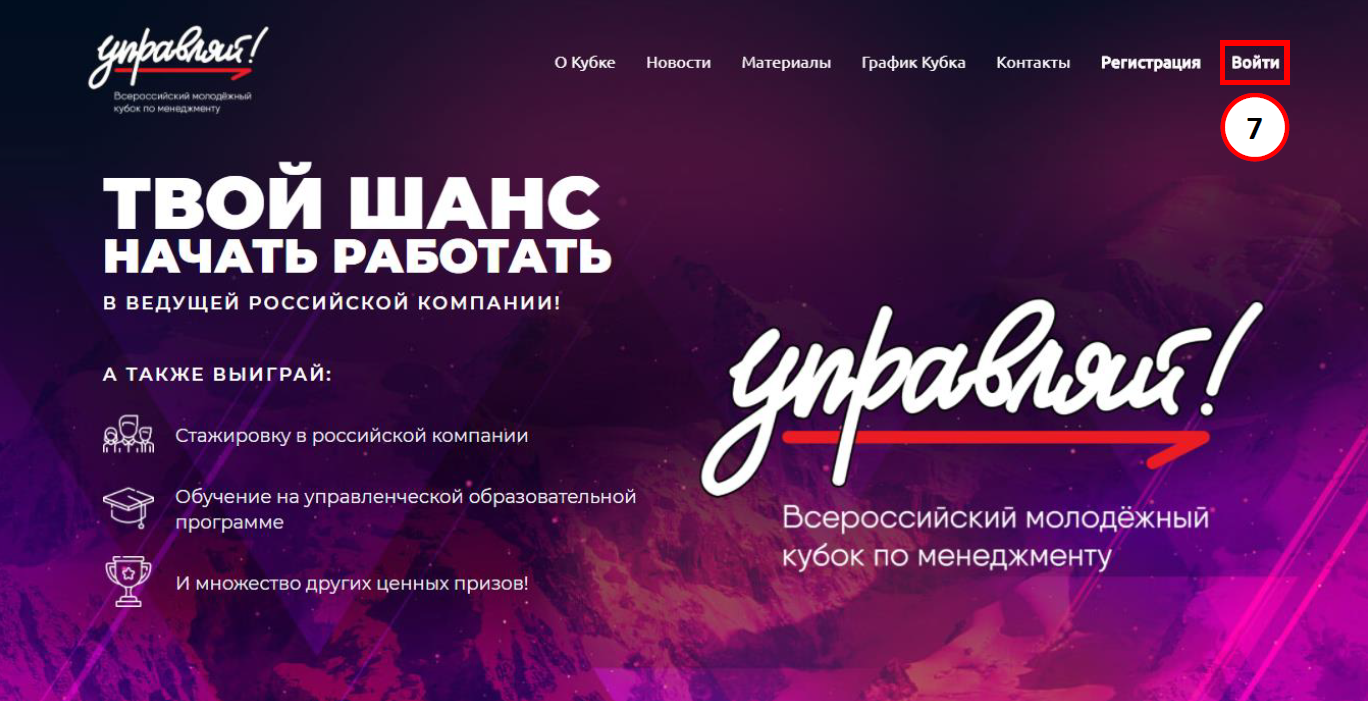 управляй!
Всероссийский молодёжный
кубок по менеджменту
О Кубке Новости Материалы График Кубка Контакты Регистрация Войти
7
ТВОЙ ШАНС
НАЧАТЬ РАБОТАТЬ
В ВЕДУЩЕЙ РОССИЙСКОЙ КОМПАНИИ!
А ТАКЖЕ ВЫИГРАЙ:
Стажировку в российской компании
Обучение на управленческой образовательной
программе
И множество других ценных призов!
управляй!
Всероссийский молодёжный
кубок по менеджменту